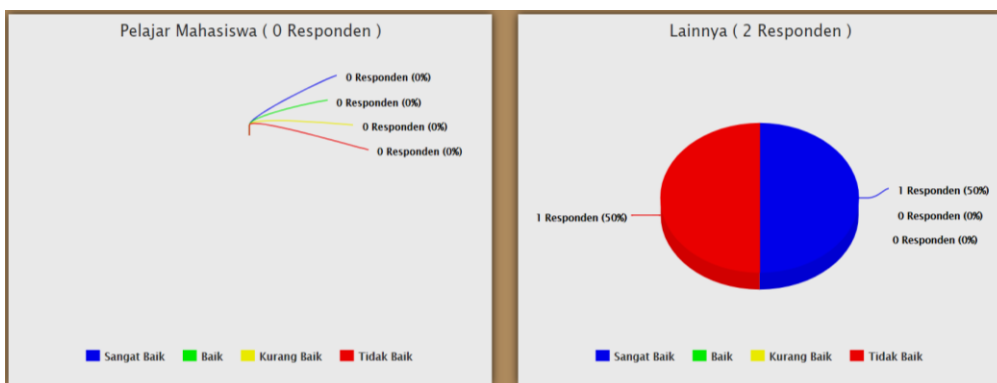 Pelajar Mahasiswa ( 0 Responden )
0 Responden (0%)
0 Responden (0%)
0 Responden (0%)
0 Responden (0%)
Sangat Baik Baik Kurang Baik Tidak Baik
Lainnya ( 2 Responden )
1 Responden (50%)
0 Responden (0%)
0 Responden (0%)
1 Responden (50%)
Sangat Baik Baik Kurang Baik Tidak Baik